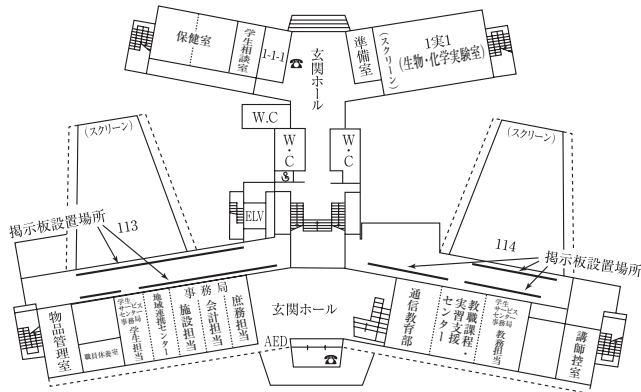 保健室
学生相談室
1-1-1
玄関ホール
準備室
(スクリーン)
1実1
(生物・化学実験室)
W.C
W・C
W・C
(スクリーン)
(スクリーン)
ELV
掲示板設置場所
113
114
掲示板設置場所
物品管理室
職員休養室
学生サービスセンター事務局
学生担当
地域連携センター
事務局
施設担当
会計担当
庶務担当
玄関ホール
AED
通信教育部
教職課程・実習支援センター
学生サービスセンター事務局
教務担当
講師控室